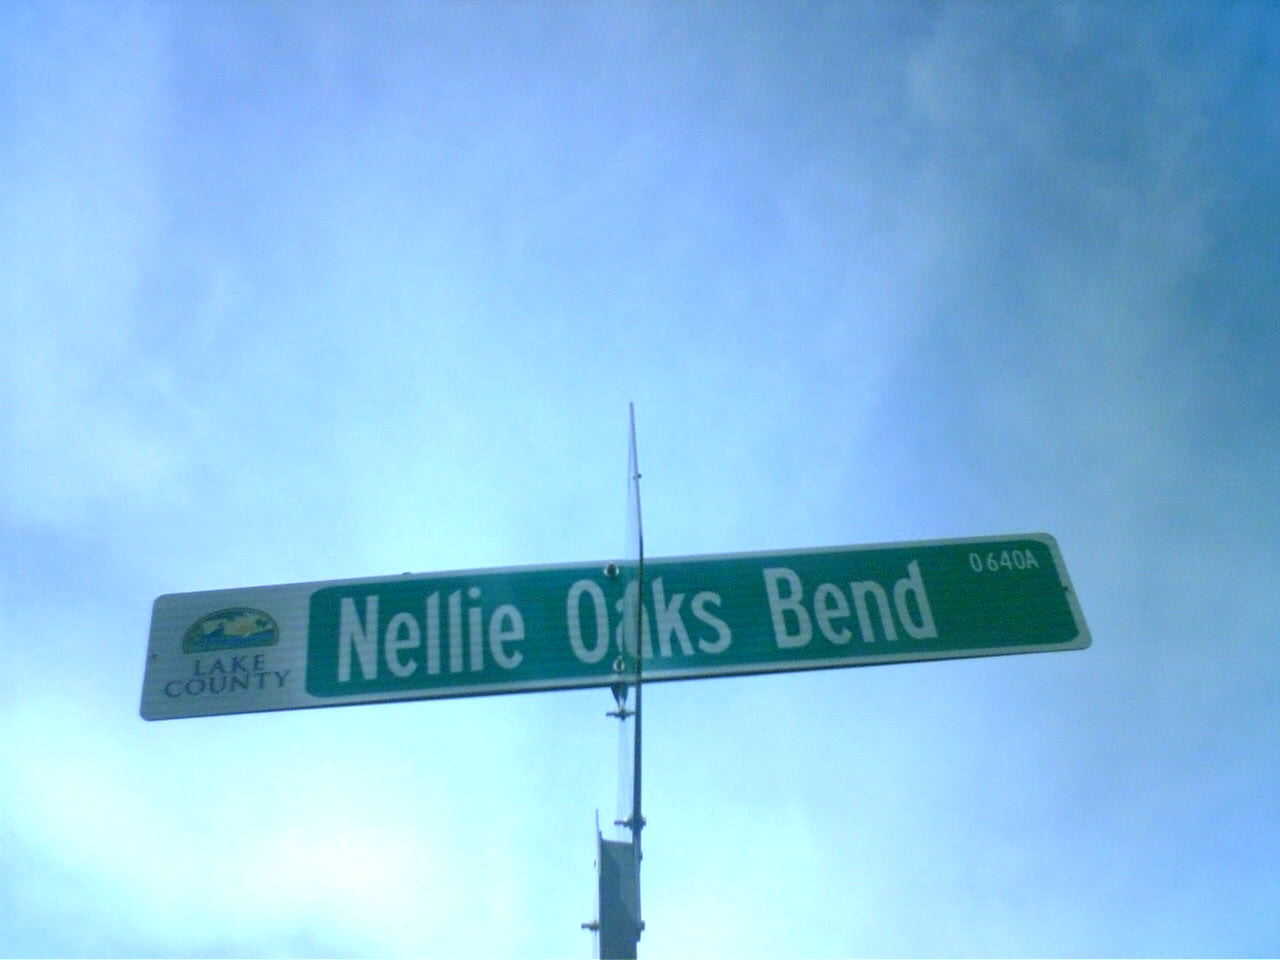 LAKE
COUNTY
Nellie Oaks Bend
0640A